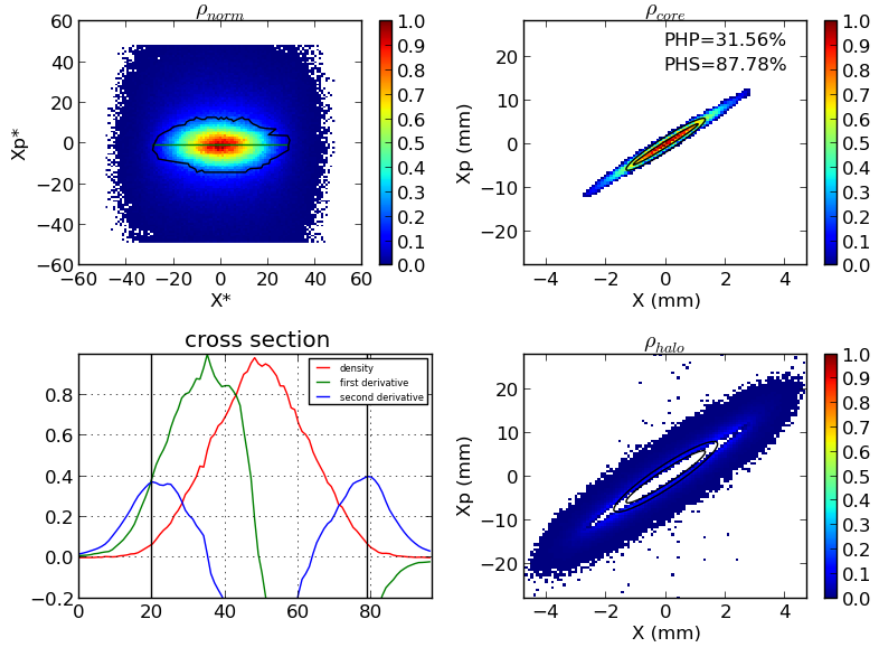 ρnorm
60
40
20
0
−20
−40
−60
−60 −40 −20 0 20 40 60
X*
Xp*
1.0
0.9
0.8
0.7
0.6
0.5
0.4
0.3
0.2
0.1
0.0
ρcore
PHP=31.56%
PHS=87.78%
20
10
0
−10
−20
−4 −2 0 2 4
X (mm)
Xp (mm)
1.0
0.9
0.8
0.7
0.6
0.5
0.4
0.3
0.2
0.1
0.0
cross section
density
first derivative
second derivative
0.8
0.6
0.4
0.2
0.0
−0.2
0 20 40 60 80
ρhalo
20
10
0
−10
−20
−4 −2 0 2 4
X (mm)
Xp (mm)
1.0
0.9
0.8
0.7
0.6
0.5
0.4
0.3
0.2
0.1
0.0